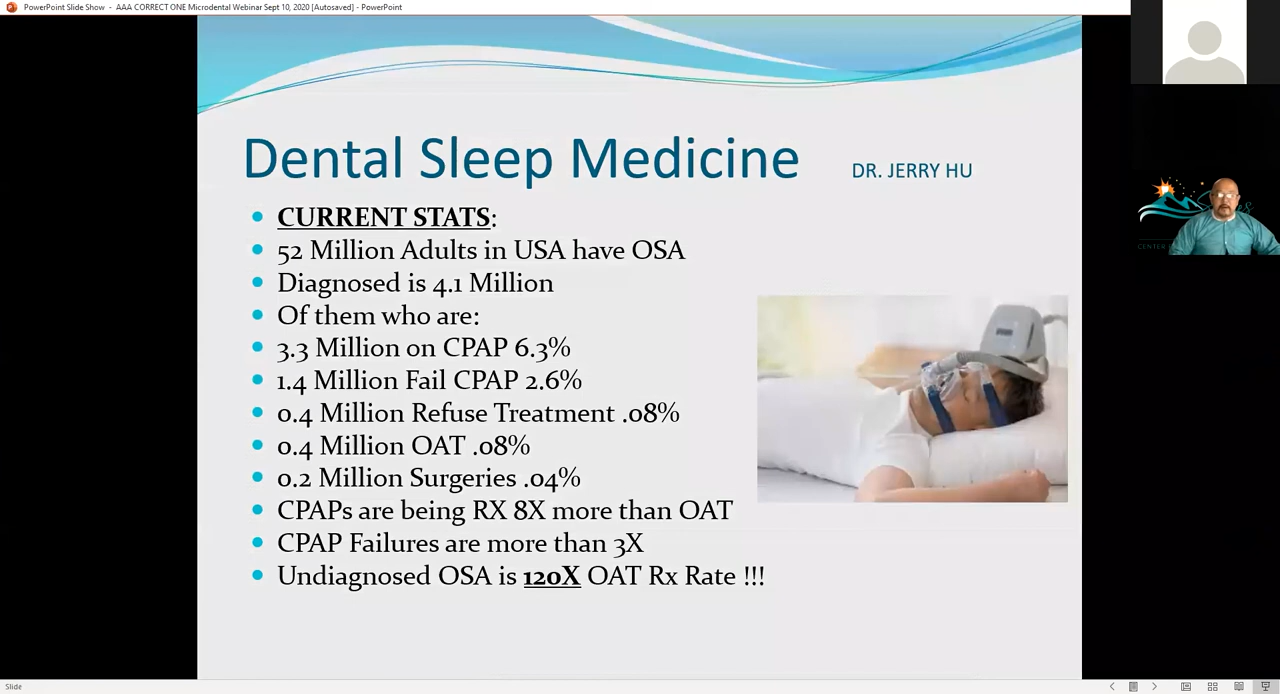 PowerPoint Slide Show - AAA CORRECT ONE Microdental Webinar Sept 10, 2020 [Autosaved] - PowerPoint
Dental Sleep Medicine DR. JERRY HU
CURRENT STATS:
52 Million Adults in USA have OSA
Diagnosed is 4.1 Million
Of them who are:
3.3 Million on CPAP 6.3%
1.4 Million Fail CPAP 2.6%
0.4 Million Refuse Treatment .08%
0.4 Million OAT .08%
0.2 Million Surgeries .04%
CPAPs are being RX 8X more than OAT
CPAP Failures are more than 3X
Undiagnosed OSA is 120X OAT Rx Rate !!!
CENTER
Slide